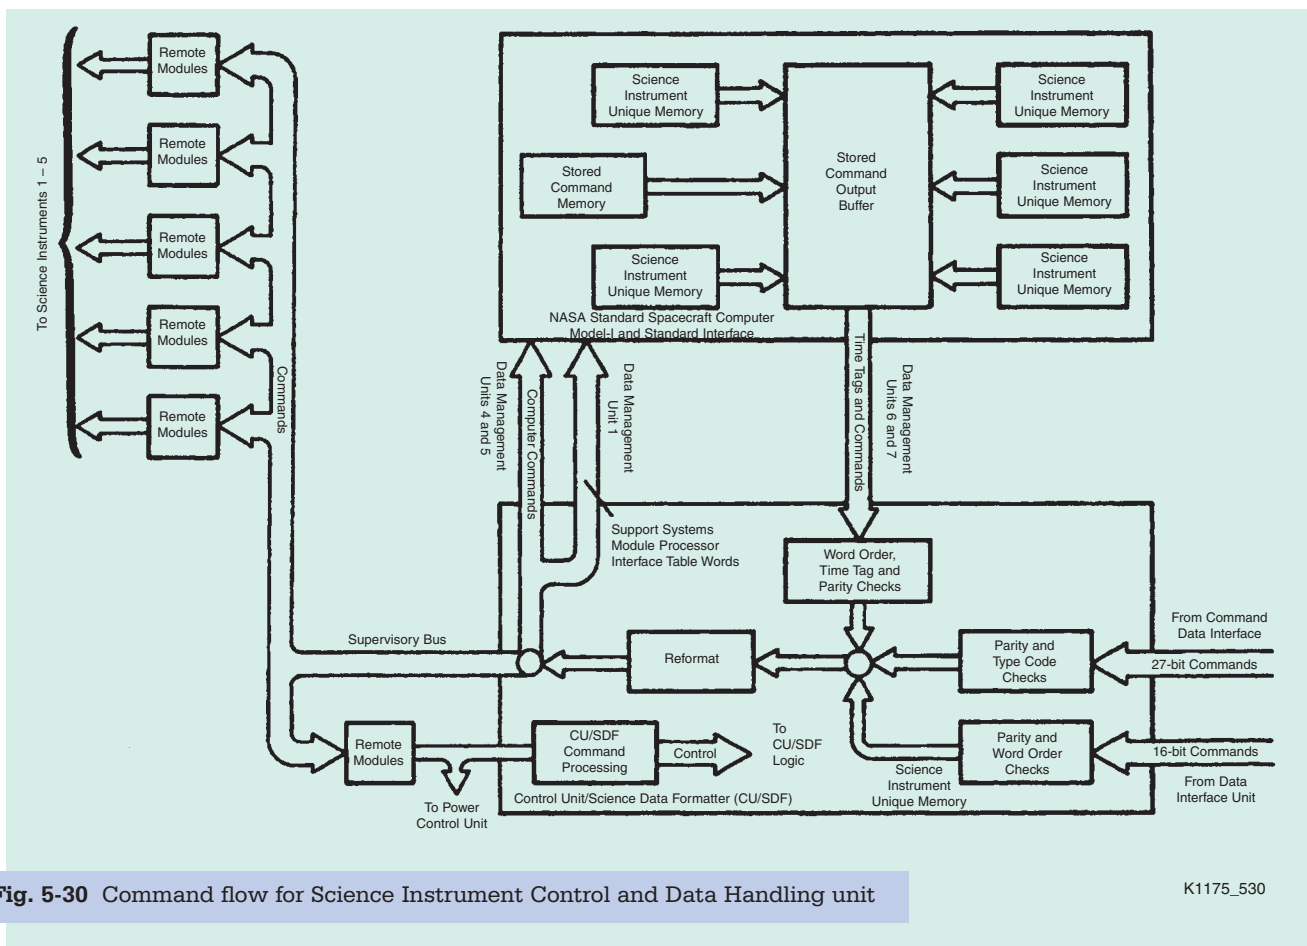 To Science Instruments 1 – 5
Remote
Modules
Remote
Modules
Remote
Modules
Remote
Modules
Remote
Modules
Commands
Science
Instrument
Unique Memory
Stored
Command
Memory
Science
Instrument
Unique Memory
Stored
Command
Output
Buffer
Science
Instrument
Unique Memory
Science
Instrument
Unique Memory
Science
Instrument
Unique Memory
NASA Standard Spacecraft Computer
Model-I and Standard Interface
Data Management
Units 4 and 5
Computer Commands
Data Management
Unit 1
Time Tags and Commands
Data Management
Units 6 and 7
Support Systems
Module Processor
Interface Table Words
Word Order,
Time Tag and
Parity Checks
Supervisory Bus
Reformat
Parity and
Type Code
Checks
From Command
Data Interface
27-bit Commands
Remote
Modules
CU/SDF
Command
Processing
Control
To
CU/SDF
Logic
Parity and
Word Order
Checks
16-bit Commands
From Data
Interface Unit
Science
Instrument
Unique Memory
To Power
Control Unit
Control Unit/Science Data Formatter (CU/SDF)
Fig. 5-30 Command flow for Science Instrument Control and Data Handling unit
K1175_530